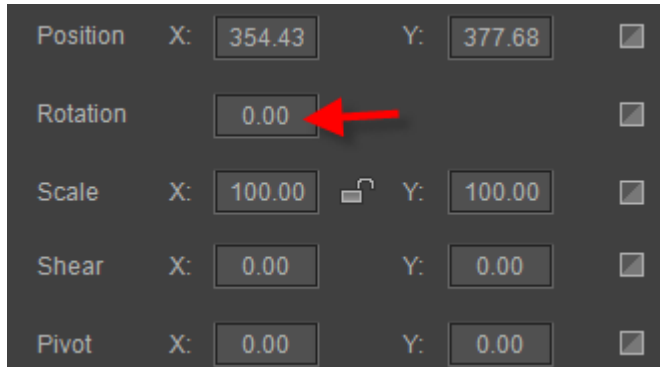 Position X: 354.43 Y: 377.68
Rotation 0.00
Scale X: 100.00 Y: 100.00
Shear X: 0.00 Y: 0.00
Pivot X: 0.00 Y: 0.00